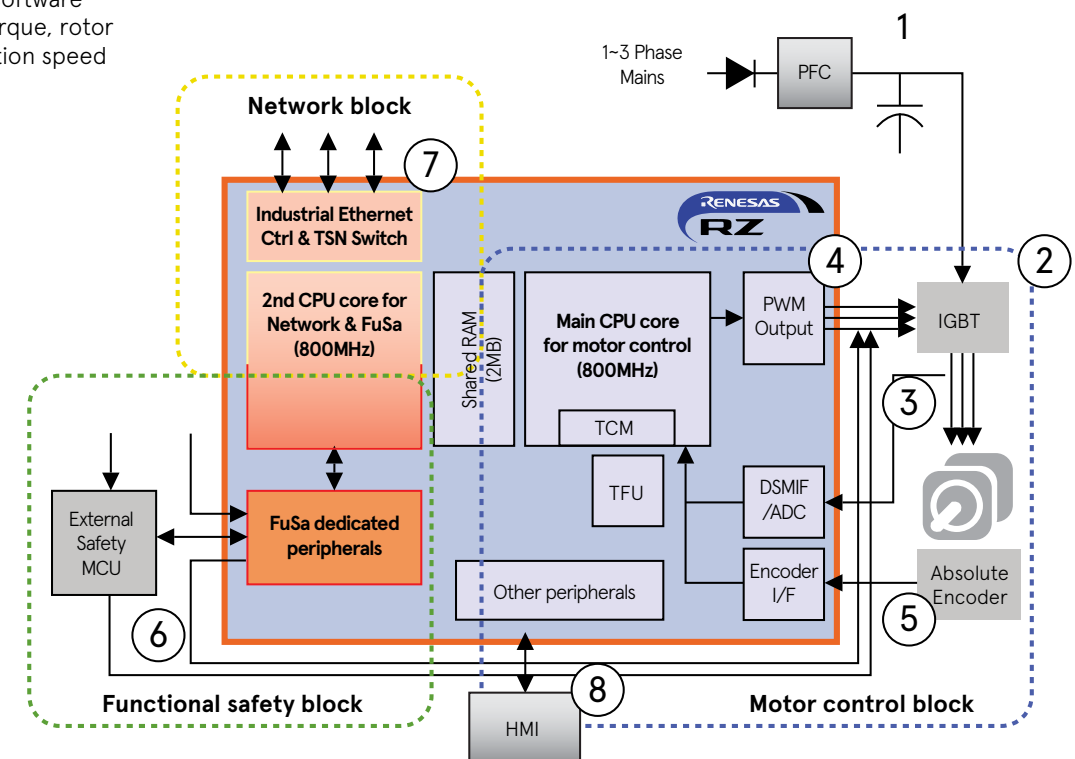 oftware
rque, rotor
tion speed
1
1~3 Phase
Mains
PFC
Network block
7
Industrial Ethernet
Ctrl & TSN Switch
RENESAS
RZ
2nd CPU core for
Network & FuSa
(800MHz)
Shared RAM
(2MB)
Main CPU core
for motor control
(800MHz)
TCM
4
PWM
Output
2
IGBT
3
TFU
DSMIF
/ADC
External
Safety
MCU
FuSa dedicated
peripherals
Other peripherals
Encoder
I/F
Absolute
Encoder
5
6
8
Functional safety block
Motor control block
HMI